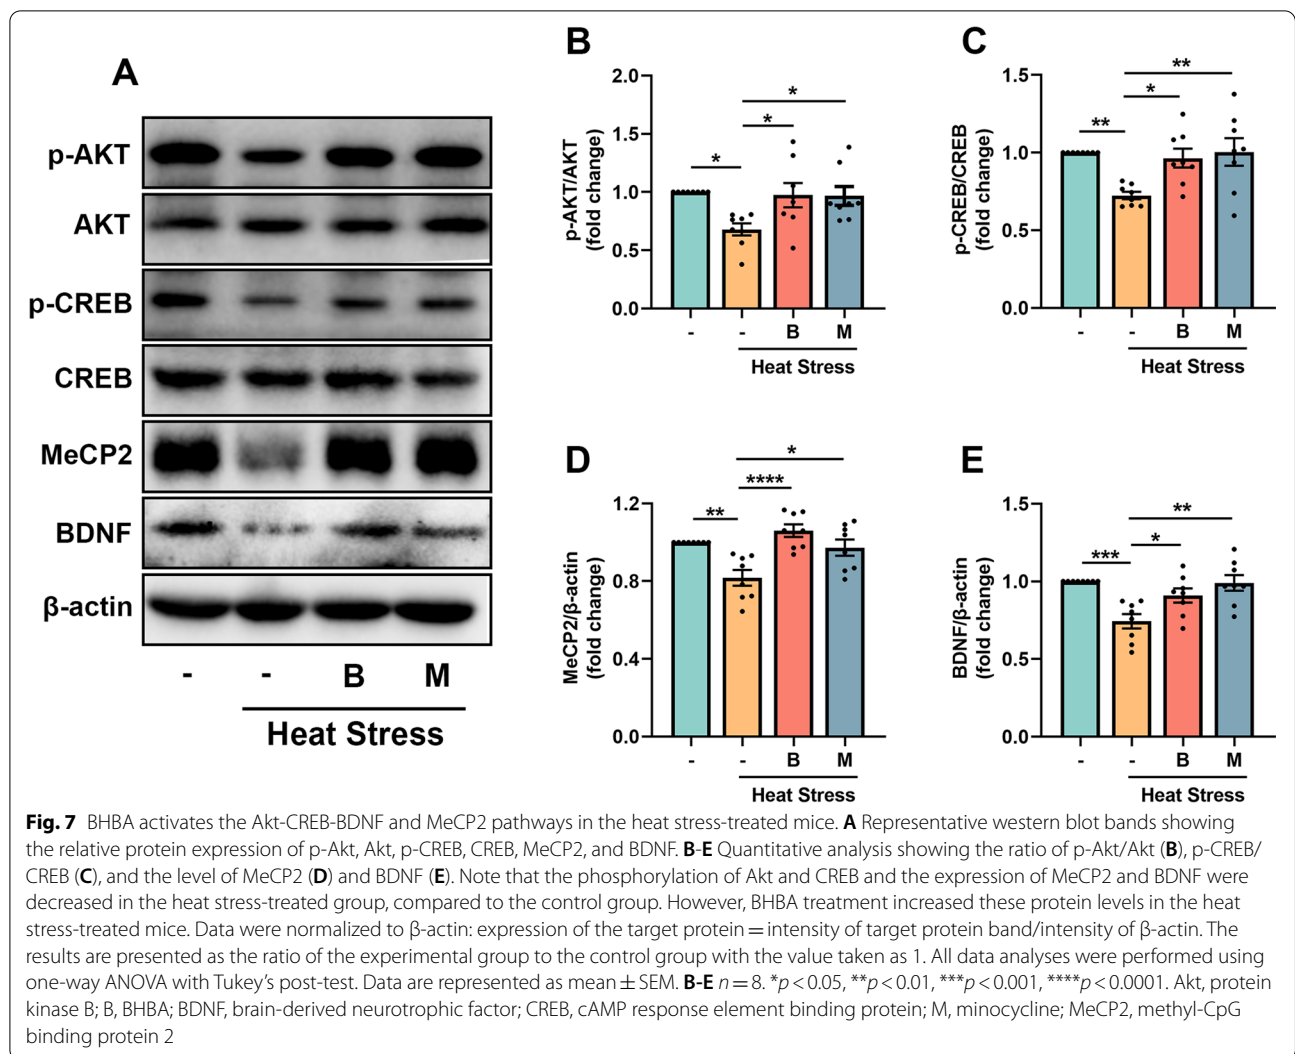 A
p-AKT
AKT
p-CREB
CREB
MeCP2
BDNF
β-actin
- - B M
Heat Stress
B
p-AKT/AKT
(fold change)
2.0
1.5
1.0
0.5
0.0
*
*
*
- - B M
Heat Stress
C
p-CREB/CREB
(fold change)
1.5
1.0
0.5
0.0
**
*
**
- - B M
Heat Stress
D
MeCP2/β-actin
(fold change)
1.2
0.8
0.4
0.0
*
****
**
- - B M
Heat Stress
E
BDNF/β-actin
(fold change)
1.5
1.0
0.5
0.0
**
*
***
- - B M
Heat Stress
Fig. 7 BHBA activates the Akt-CREB-BDNF and MeCP2 pathways in the heat stress-treated mice. A Representative western blot bands showing
the relative protein expression of p-Akt, Akt, p-CREB, CREB, MeCP2, and BDNF. B-E Quantitative analysis showing the ratio of p-Akt/Akt (B), p-CREB/
CREB (C), and the level of MeCP2 (D) and BDNF (E). Note that the phosphorylation of Akt and CREB and the expression of MeCP2 and BDNF were
decreased in the heat stress-treated group, compared to the control group. However, BHBA treatment increased these protein levels in the heat
stress-treated mice. Data were normalized to β-actin: expression of the target protein = intensity of target protein band/intensity of β-actin. The
results are presented as the ratio of the experimental group to the control group with the value taken as 1. All data analyses were performed using
one-way ANOVA with Tukey's post-test. Data are represented as mean ± SEM. B-E n = 8. *p < 0.05, **p < 0.01, ***p < 0.001, ****p < 0.0001. Akt, protein
kinase B; B, BHBA; BDNF, brain-derived neurotrophic factor; CREB, cAMP response element binding protein; M, minocycline; MeCP2, methyl-CpG
binding protein 2